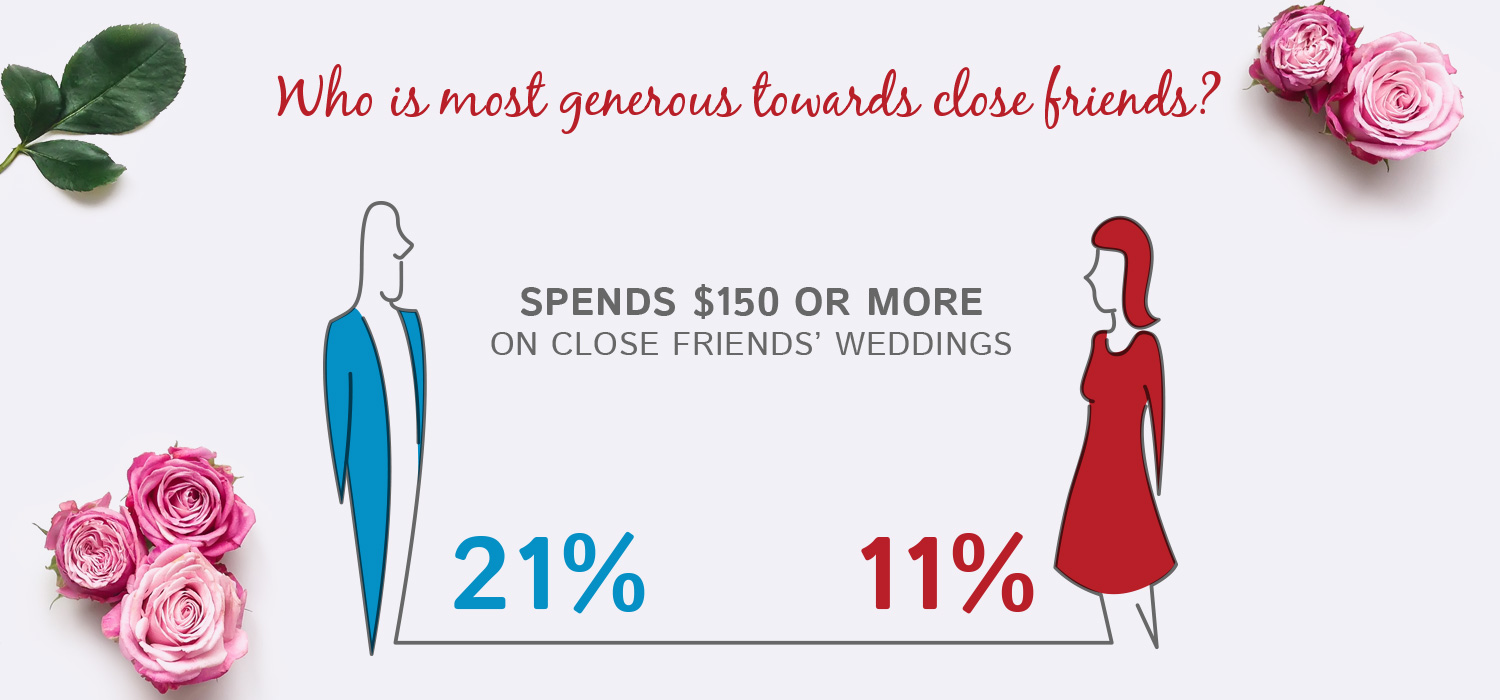 Who is most generous towards close friends?
SPENDS $150 OR MORE
ON CLOSE FRIENDS’ WEDDINGS
21%
11%